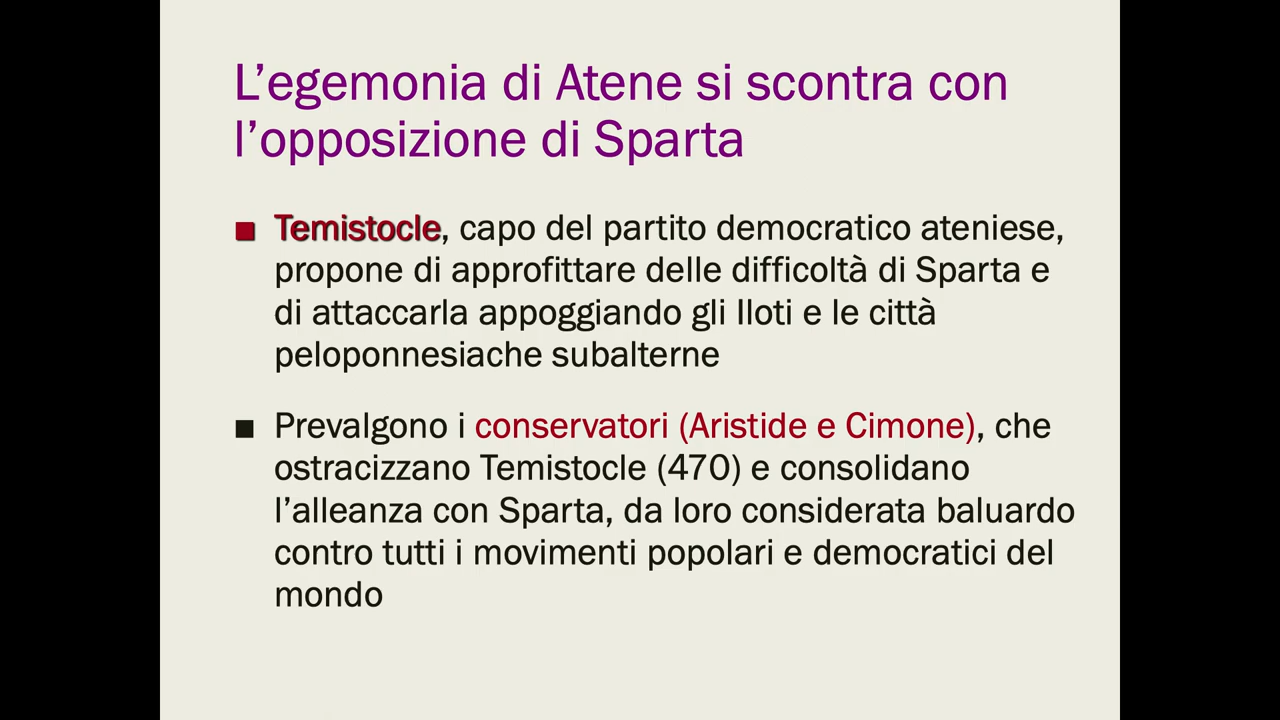 L’egemonia di Atene si scontra con
l’opposizione di Sparta
■ Temistocle, capo del partito democratico ateniese,
propone di approfittare delle difficoltà di Sparta e
di attaccarla appoggiando gli Iloti e le città
peloponnesiache subalterne
■ Prevalgono i conservatori (Aristide e Cimone), che
ostracizzano Temistocle (470) e consolidano
l’alleanza con Sparta, da loro considerata baluardo
contro tutti i movimenti popolari e democratici del
mondo